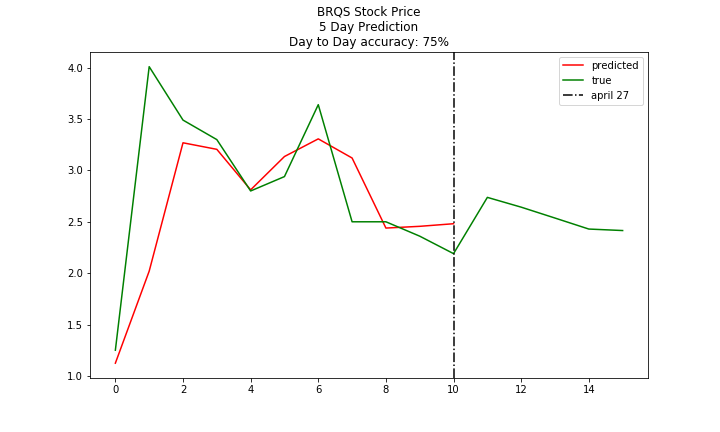 BRQS Stock Price
5 Day Prediction
Day to Day accuracy: 75%
predicted
true
april 27
4.0
3.5
3.0
2.5
2.0
1.5
1.0
0 2 4 6 8 10 12 14